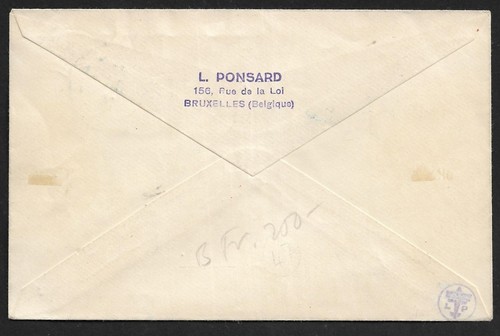 L. PONSARD
156, Rue de la Loi
BRUXELLES (Belgique)
B Fr. 200-
A
L P